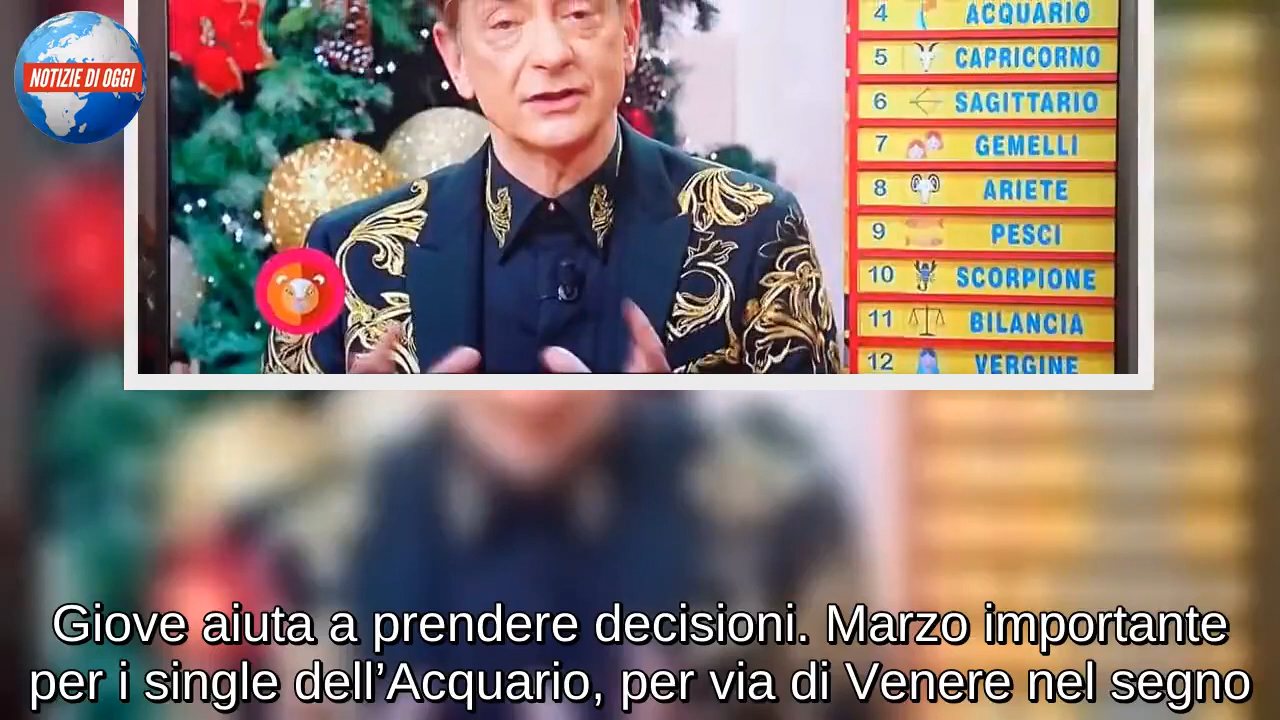 NOTIZIE DI OGGI
4 ACQUARIO
5 CAPRICORNO
6 SAGITTARIO
7 GEMELLI
8 ARIETE
9 PESCI
10 SCORPIONE
11 BILANCIA
12 VERGINE
Giove aiuta a prendere decisioni. Marzo importante
per i single dell’Acquario, per via di Venere nel segno